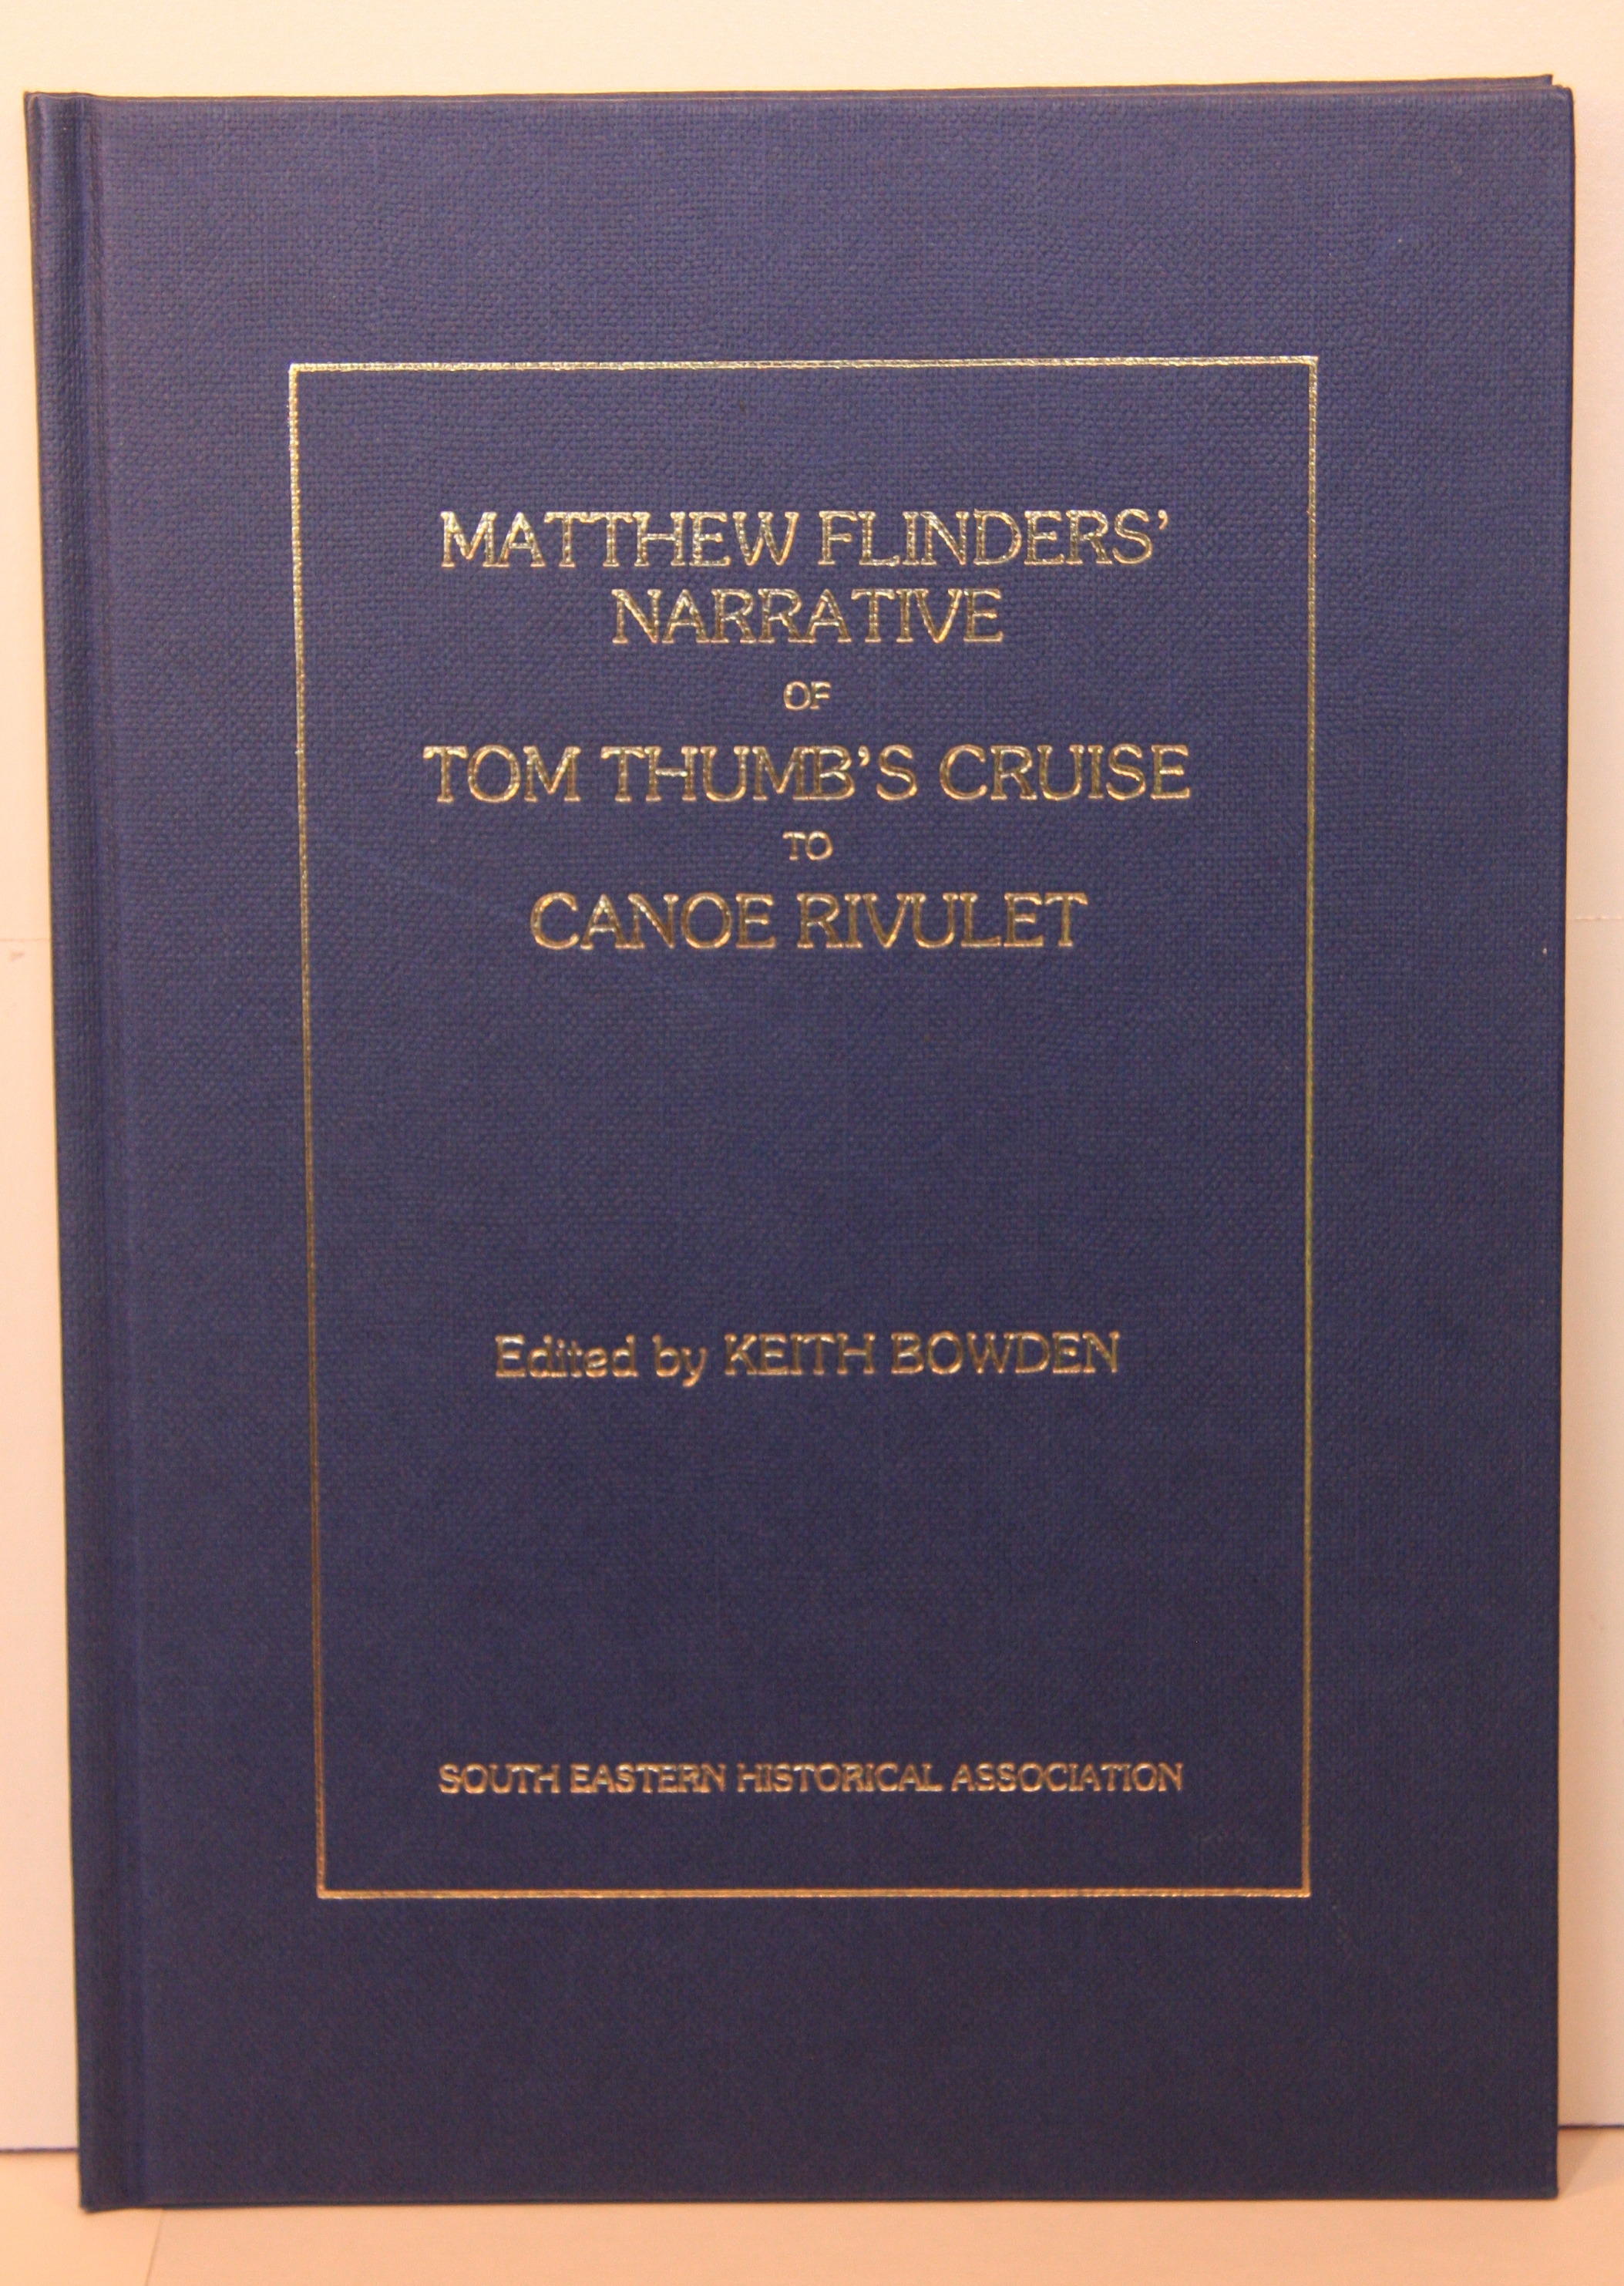 MATTHEW FLINDERS'
NARRATIVE
OF
TOM THUMB'S CRUISE
TO
CANOE RIVULET
Edited by KEITH BOWDEN
SOUTH EASTERN HISTORICAL ASSOCIATION